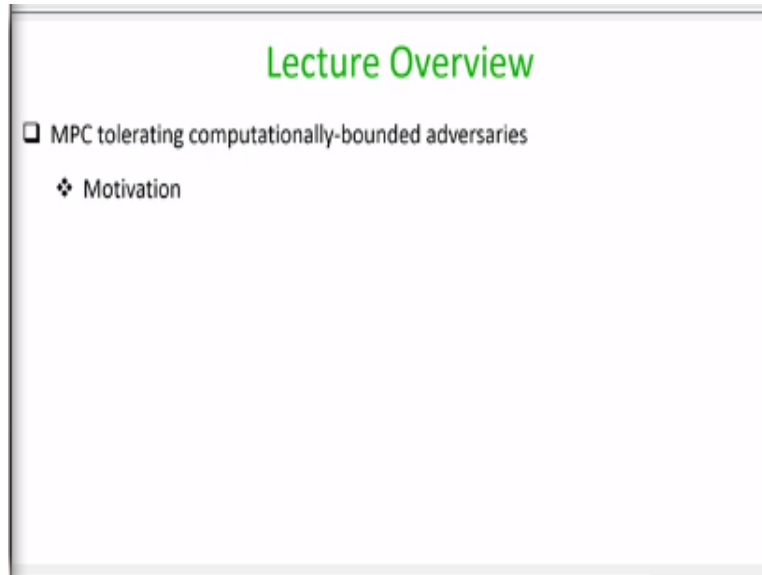 Lecture Overview
❑ MPC tolerating computationally-bounded adversaries
❖ Motivation